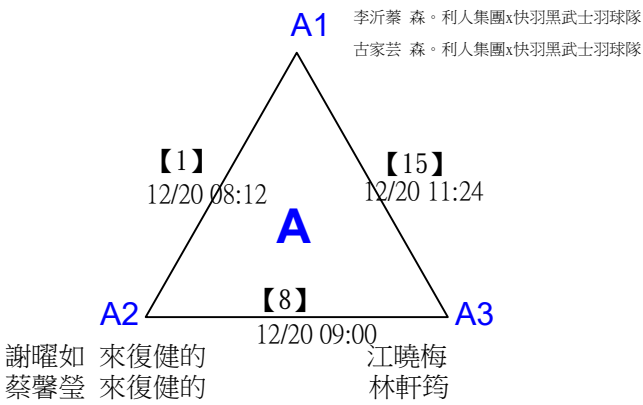 A1
李沂蓁 森。利人集團x快羽黑武士羽球隊
古家芸 森。利人集團x快羽黑武士羽球隊
【1】
12/20 08:12
【15】
12/20 11:24
A
【8】
12/20 09:00
A2
A3
謝曜如 來復健的
蔡馨瑩 來復健的
江曉梅
林軒筠